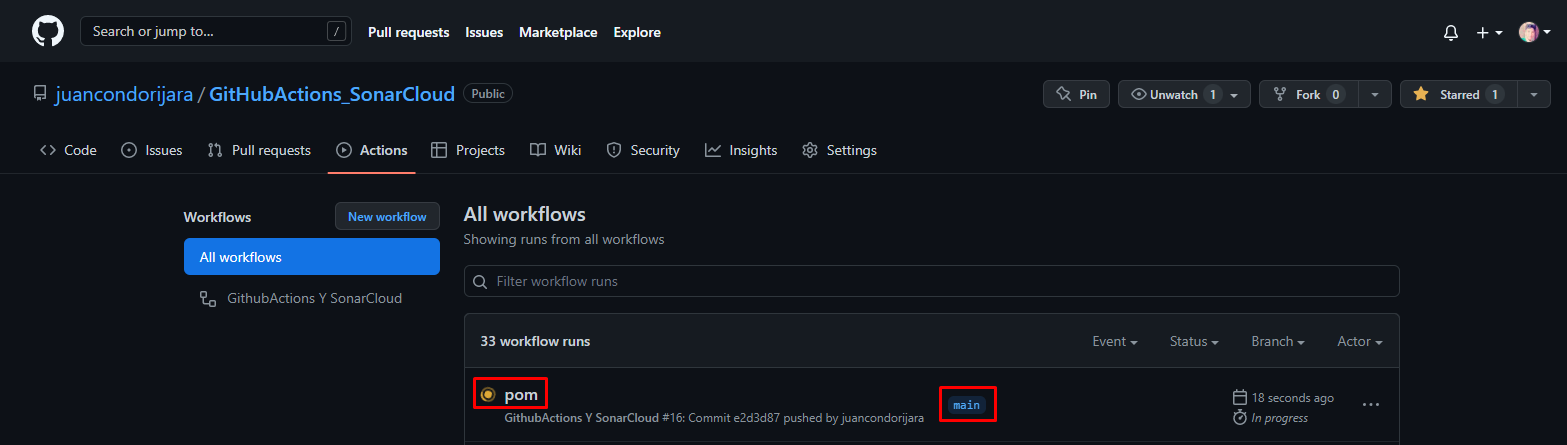 Search or jump to... / Pull requests Issues Marketplace Explore
juancondorijara / GitHubActions_SonarCloud Public Pin Unwatch 1 Fork 0 Starred 1
Code Issues Pull requests Actions Projects Wiki Security Insights Settings
Workflows New workflow
All workflows
GithubActions Y SonarCloud
All workflows
Showing runs from all workflows
Filter workflow runs
33 workflow runs Event Status Branch Actor
pom
GithubActions Y SonarCloud #16: Commit e2d3d87 pushed by juancondorijara
main
18 seconds ago
In progress